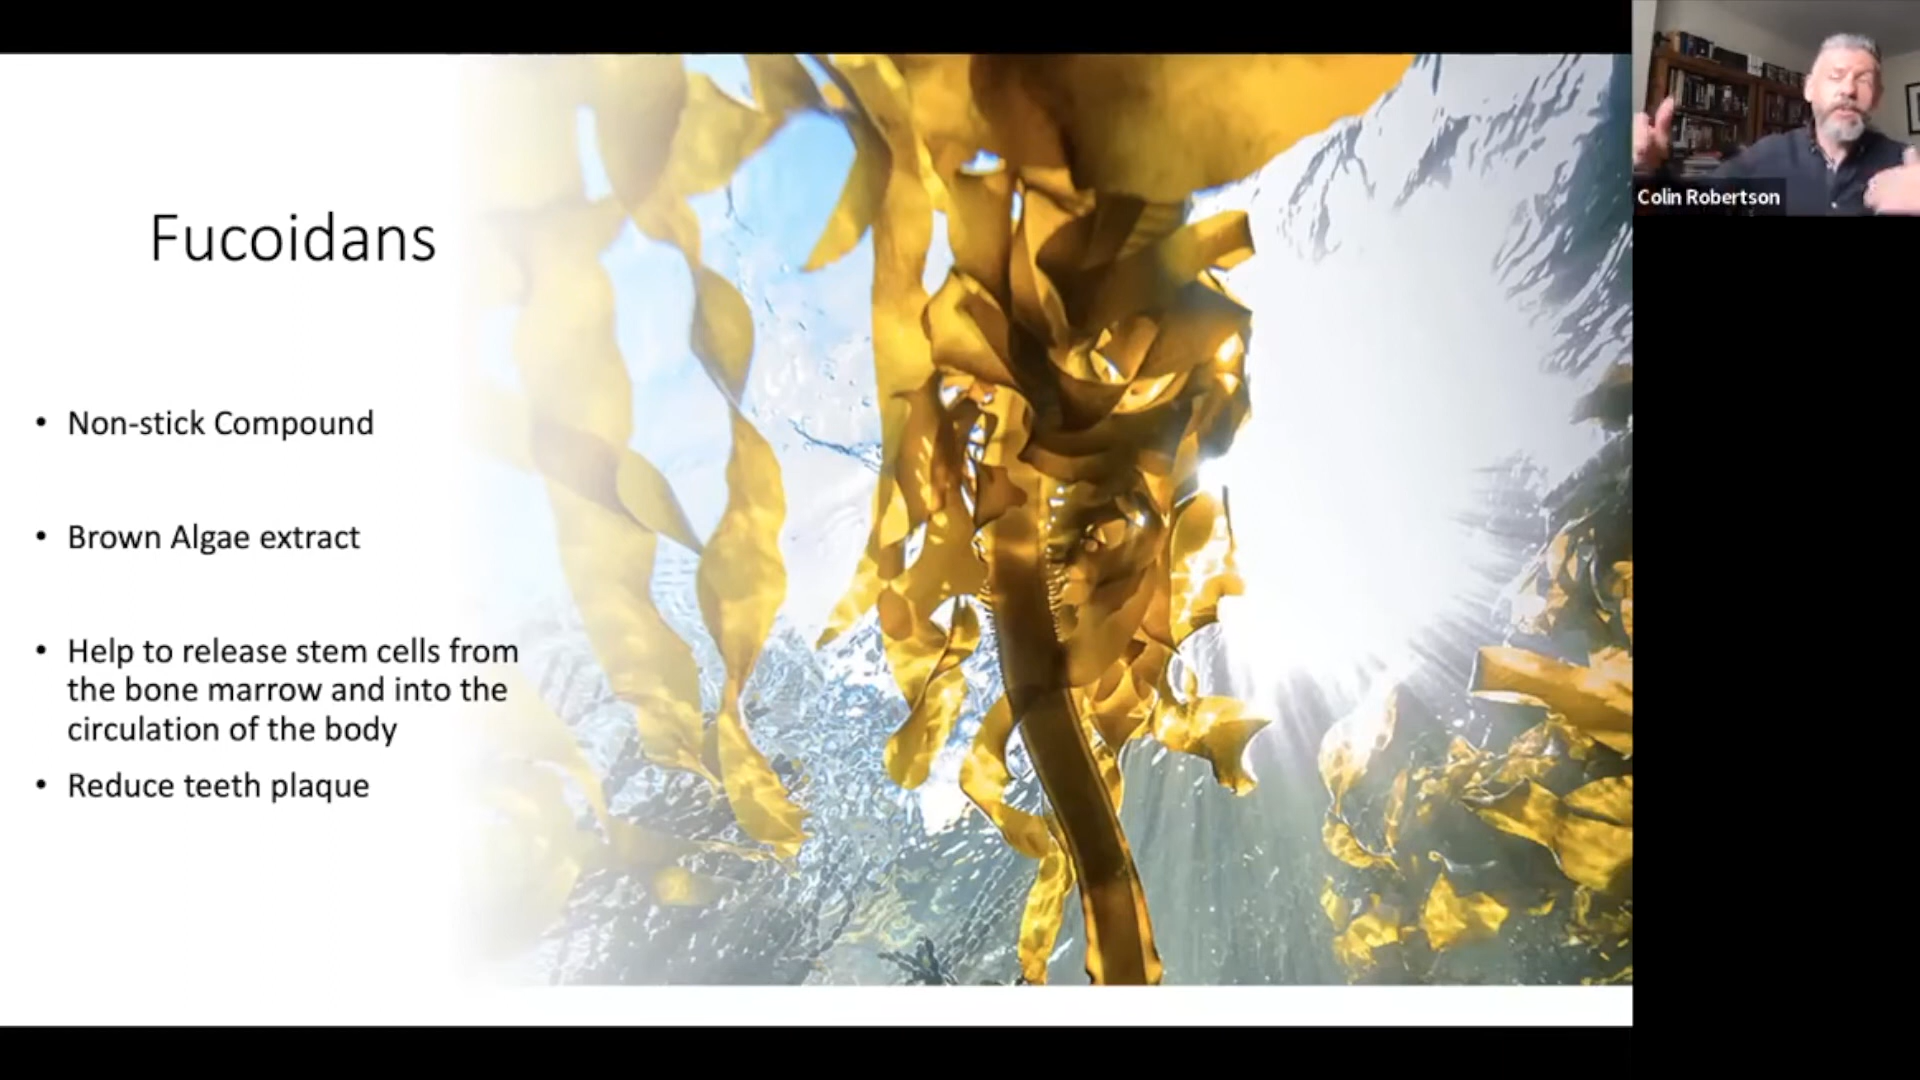 Fucoidans
• Non-stick Compound
• Brown Algae extract
• Help to release stem cells from
the bone marrow and into the
circulation of the body
• Reduce teeth plaque
Colin Robertson